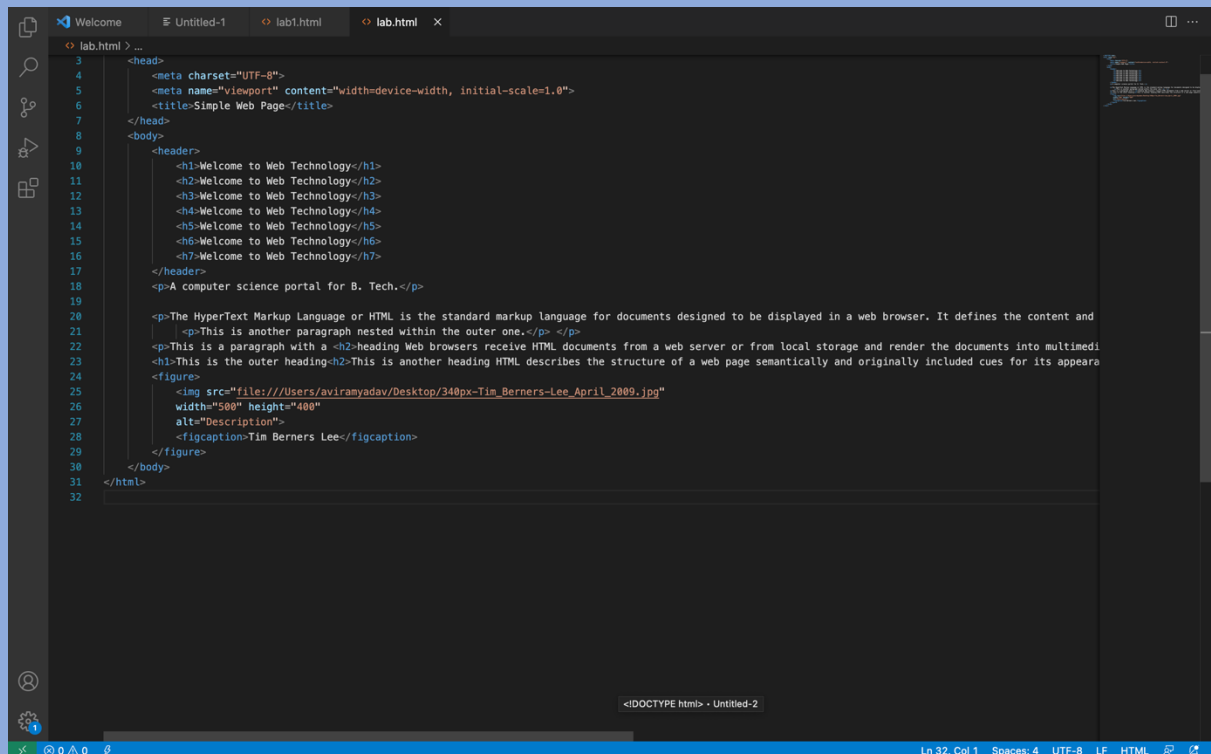 Welcome
Untitled-1
lab1.html
lab.html
lab.html > ...
3 <head>
4 <meta charset="UTF-8">
5 <meta name="viewport" content="width=device-width, initial-scale=1.0">
6 <title>Simple Web Page</title>
7 </head>
8 <body>
9 <header>
10 <h1>Welcome to Web Technology</h1>
11 <h2>Welcome to Web Technology</h2>
12 <h3>Welcome to Web Technology</h3>
13 <h4>Welcome to Web Technology</h4>
14 <h5>Welcome to Web Technology</h5>
15 <h6>Welcome to Web Technology</h6>
16 <h7>Welcome to Web Technology</h7>
17 </header>
18 <p>A computer science portal for B. Tech.</p>
19
20 <p>The HyperText Markup Language or HTML is the standard markup language for documents designed to be displayed in a web browser. It defines the content and
21 <p>This is another paragraph nested within the outer one.</p> </p>
22 <p>This is a paragraph with a <h2>heading Web browsers receive HTML documents from a web server or from local storage and render the documents into multimedi
23 <h1>This is the outer heading<h2>This is another heading HTML describes the structure of a web page semantically and originally included cues for its appeara
24 <figure>
25 <img src="file:///Users/aviramyadav/Desktop/340px-Tim_Berners-Lee_April_2009.jpg"
26 width="500" height="400"
27 alt="Description">
28 <figcaption>Tim Berners Lee</figcaption>
29 </figure>
30 </body>
31 </html>
32
<!DOCTYPE html> • Untitled-2
1
0 0
Ln 32, Col 1 Spaces: 4 UTF-8 LF HTML